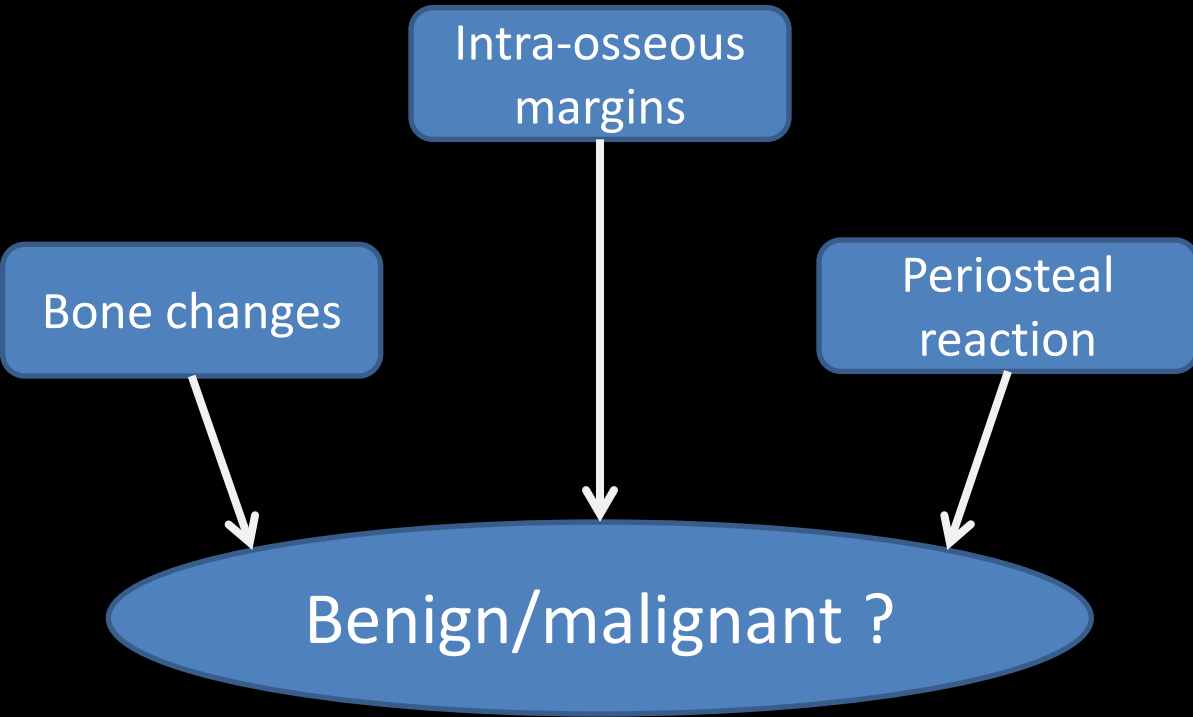 Intra-osseous
margins
Bone changes
Periosteal
reaction
Benign/malignant ?